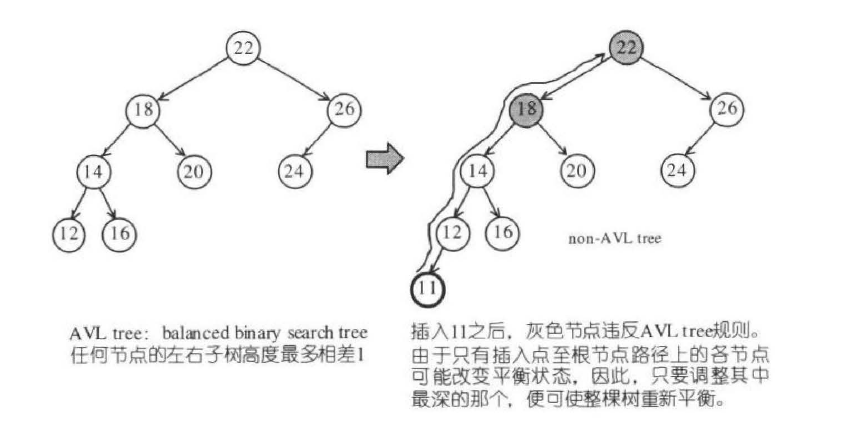 22
22
18
26
18
26
14
20
24
14
20
24
12
16
12
16
non-AVL tree
11
AVL tree: balanced binary search tree
任何节点的左右子树高度最多相差1
插入11之后，灰色节点违反AVL tree规则。
由于只有插入点至根节点路径上的各节点
可能改变平衡状态，因此，只要调整其中
最深的那个，便可使整棵树重新平衡。